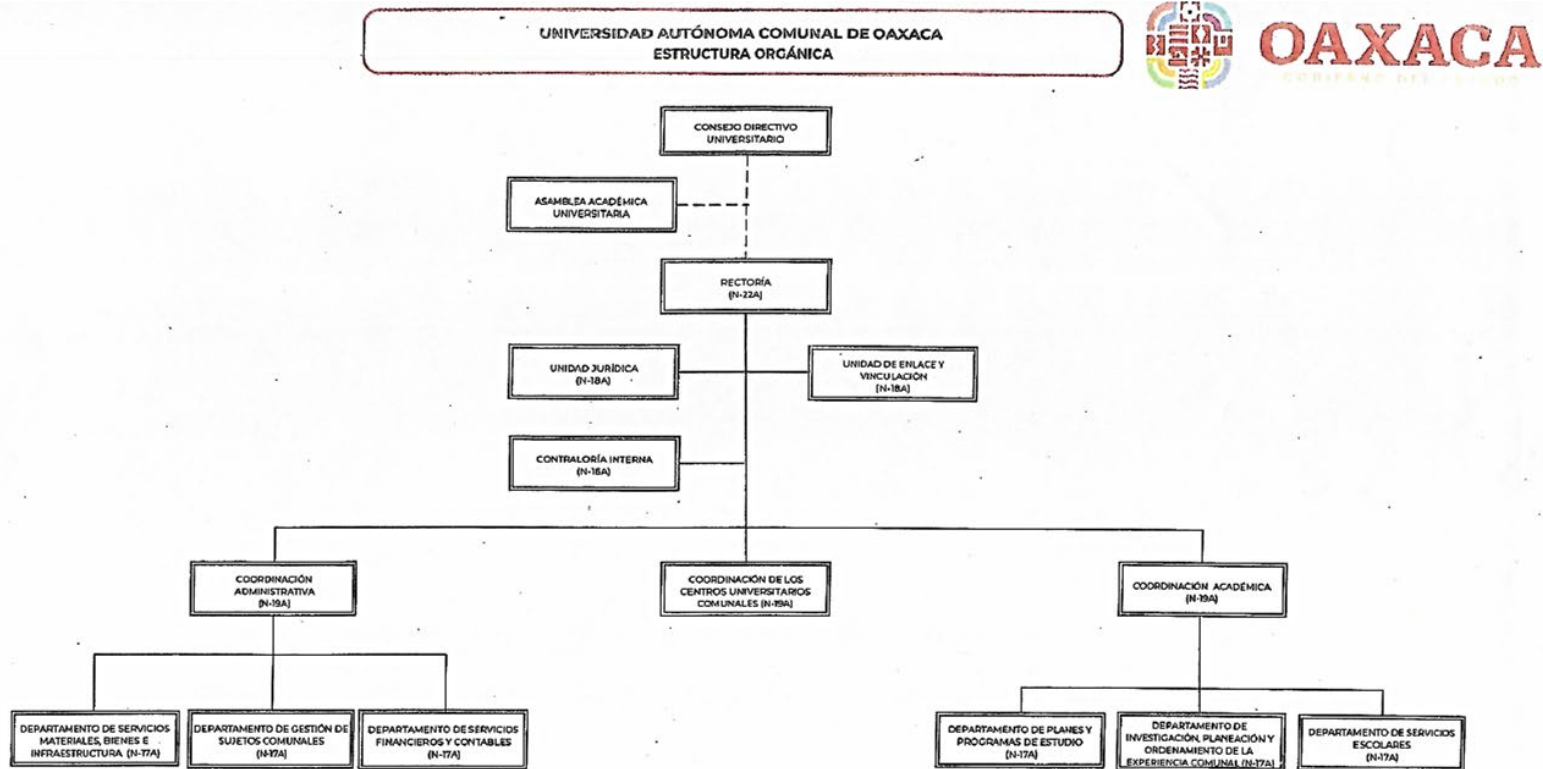 UNIVERSIDAD AUTÓNOMA COMUNAL DE OAXACA
ESTRUCTURA ORGÁNICA
OAXACA
GOBIERNO DEL ESTADO
CONSEJO DIRECTIVO
UNIVERSITARIO
ASAMBLEA ACADÉMICA
UNIVERSITARIA
RECTORÍA
(N-22A)
UNIDAD JURÍDICA
(N-18A)
UNIDAD DE ENLACE Y
VINCULACIÓN
(N-18A)
CONTRALORÍA INTERNA
(N-16A)
COORDINACIÓN
ADMINISTRATIVA
(N-19A)
COORDINACIÓN DE LOS
CENTROS UNIVERSITARIOS
COMUNALES (N-19A)
COORDINACIÓN ACADÉMICA
(N-19A)
DEPARTAMENTO DE SERVICIOS
MATERIALES, BIENES E
INFRAESTRUCTURA (N-17A)
DEPARTAMENTO DE GESTIÓN DE
SUJETOS COMUNALES
(N-17A)
DEPARTAMENTO DE SERVICIOS
FINANCIEROS Y CONTABLES
(N-17A)
DEPARTAMENTO DE PLANES Y
PROGRAMAS DE ESTUDIO
(N-17A)
DEPARTAMENTO DE
INVESTIGACIÓN, PLANEACIÓN Y
ORDENAMIENTO DE LA
EXPERIENCIA COMUNAL (N-17A)
DEPARTAMENTO DE SERVICIOS
ESCOLARES
(N-17A)